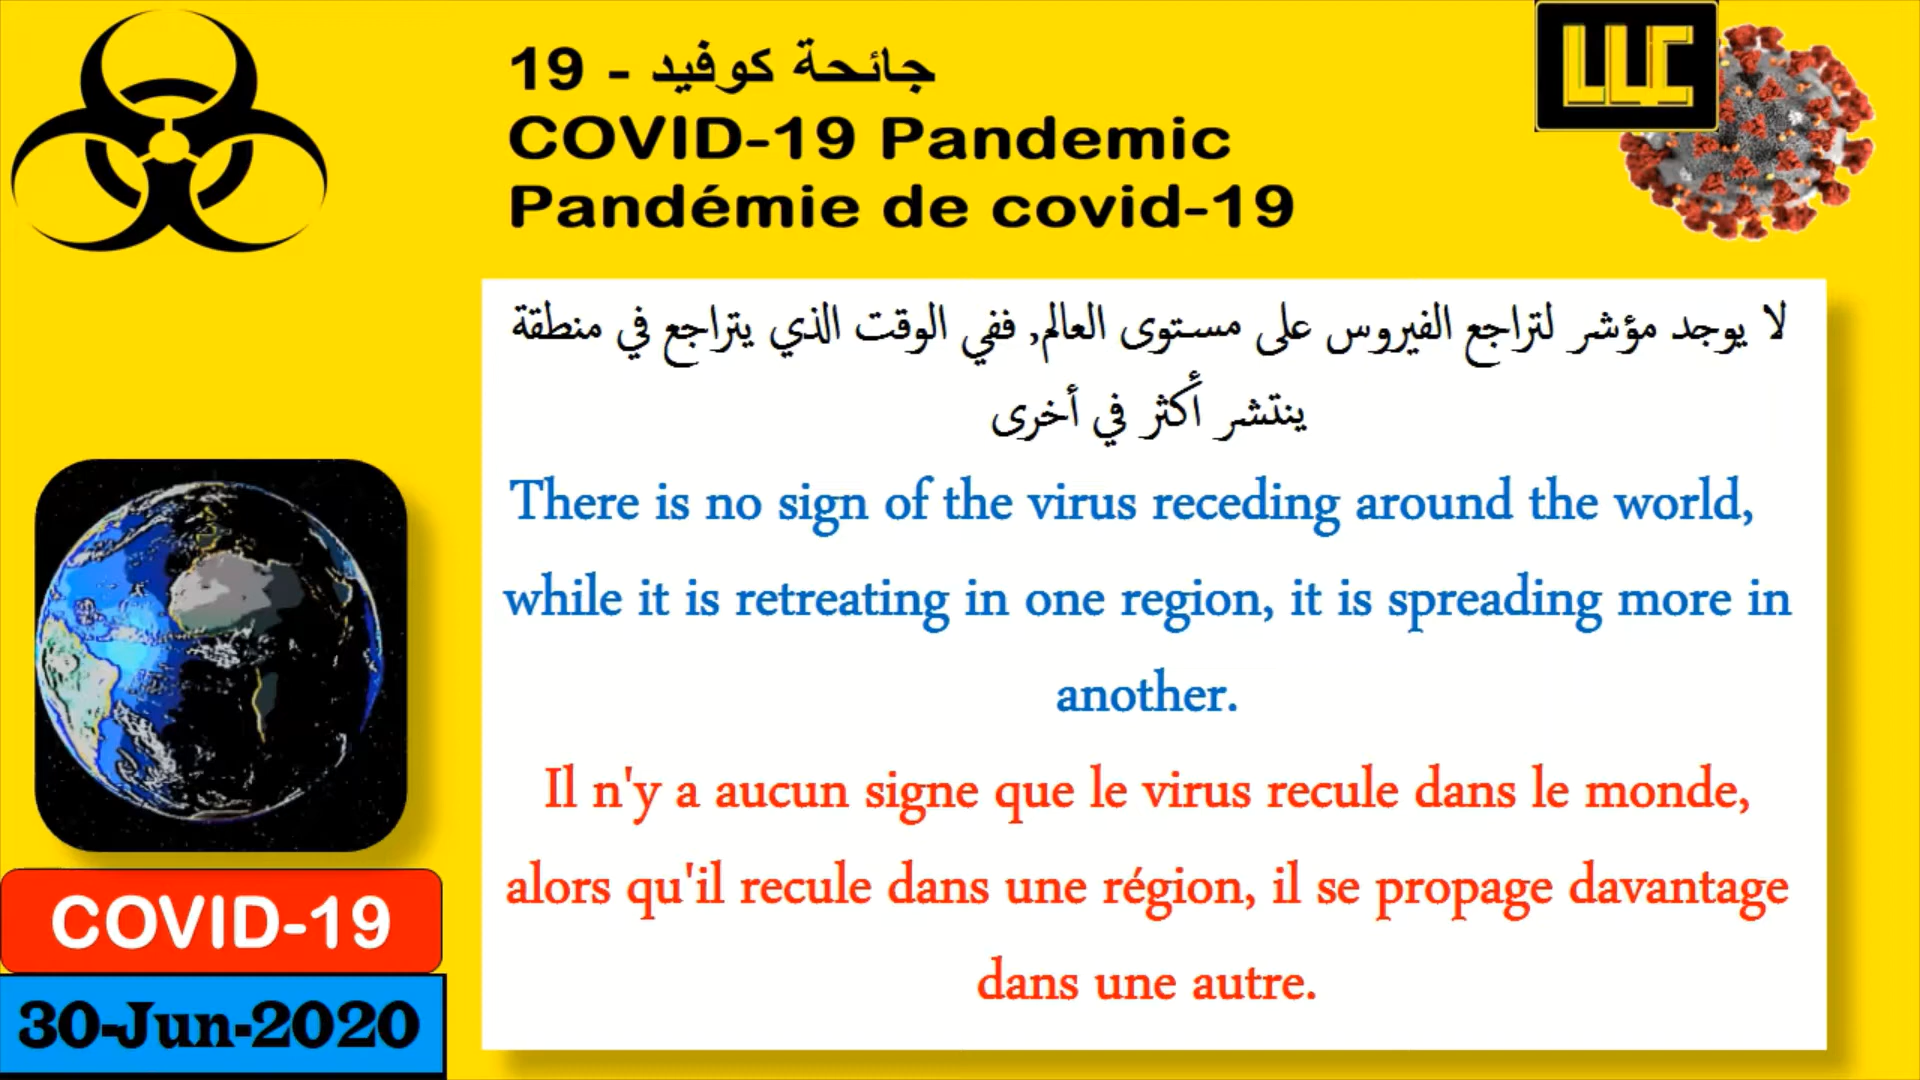 جائحة كوفيد - 19
COVID-19 Pandemic
Pandémie de covid-19
LLC
لا يوجد مؤشر لتراجع الفيروس على مستوى العالم, ففي الوقت الذي يتراجع في منطقة
ينتشر أكثر في أخرى
There is no sign of the virus receding around the world,
while it is retreating in one region, it is spreading more in
another.
Il n'y a aucun signe que le virus recule dans le monde,
alors qu'il recule dans une région, il se propage davantage
dans une autre.
COVID-19
30-Jun-2020